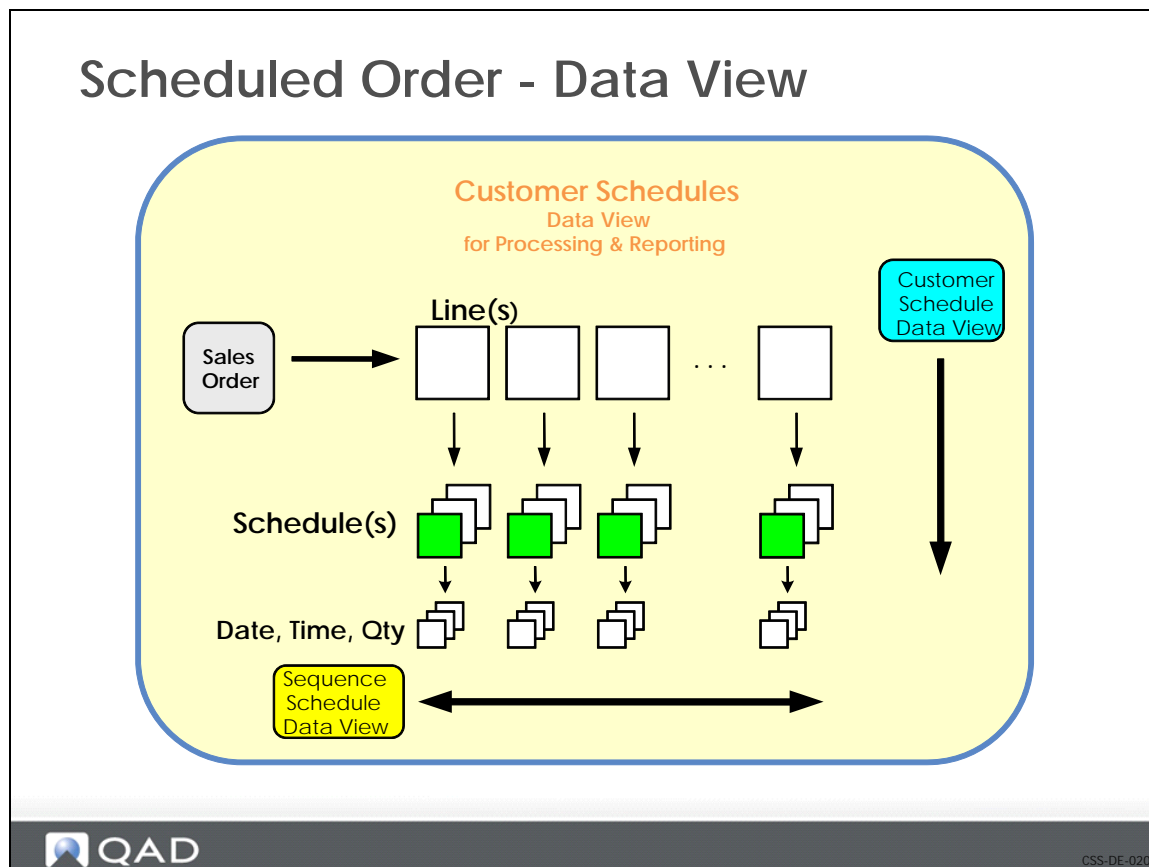 Scheduled Order - Data View
Customer Schedules
Data View
for Processing & Reporting
Customer
Schedule
Data View
Line(s)
Sales
Order
. . .
Schedule(s)
Date, Time, Qty
Sequence
Schedule
Data View
QAD
CSS-DE-020